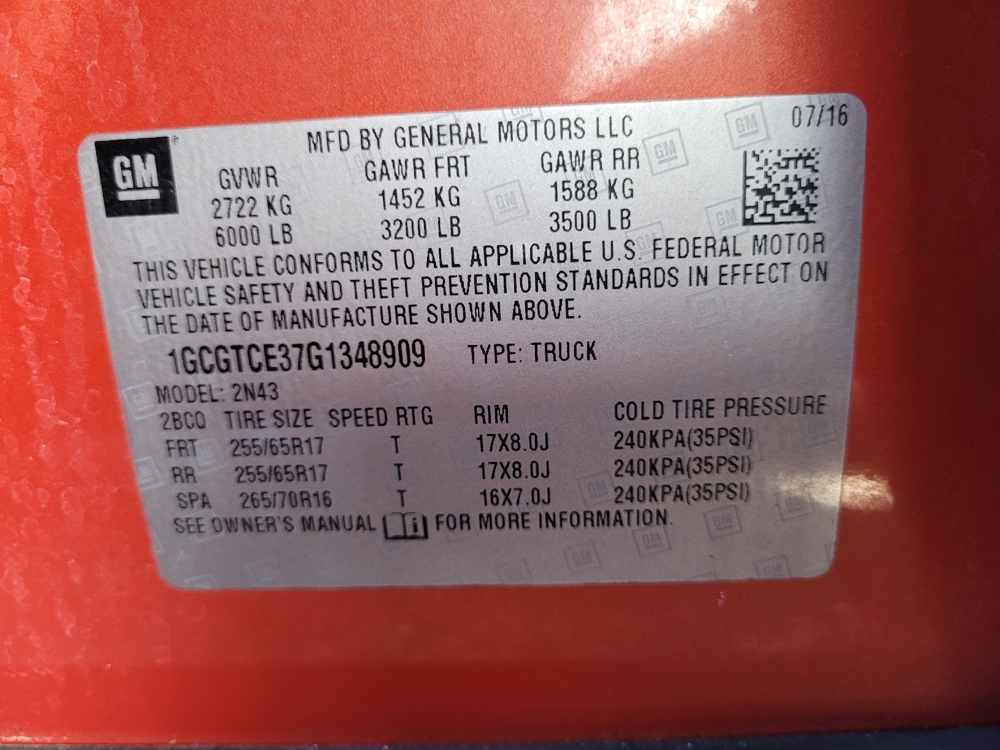 07/16
MFD BY GENERAL MOTORS LLC
GM
GVWR GAWR FRT GAWR RR
2722 KG 1452 KG 1588 KG
6000 LB 3200 LB 3500 LB
THIS VEHICLE CONFORMS TO ALL APPLICABLE U.S. FEDERAL MOTOR
VEHICLE SAFETY AND THEFT PREVENTION STANDARDS IN EFFECT ON
THE DATE OF MANUFACTURE SHOWN ABOVE.
1GCGTCE37G1348909 TYPE: TRUCK
MODEL: 2N43
2BCQ TIRE SIZE SPEED RTG RIM COLD TIRE PRESSURE
FRT 255/65R17 T 17X8.0J 240KPA(35PSI)
RR 255/65R17 T 17X8.0J 240KPA(35PSI)
SPA 265/70R16 T 16X7.0J 240KPA(35PSI)
SEE OWNER'S MANUAL i FOR MORE INFORMATION.